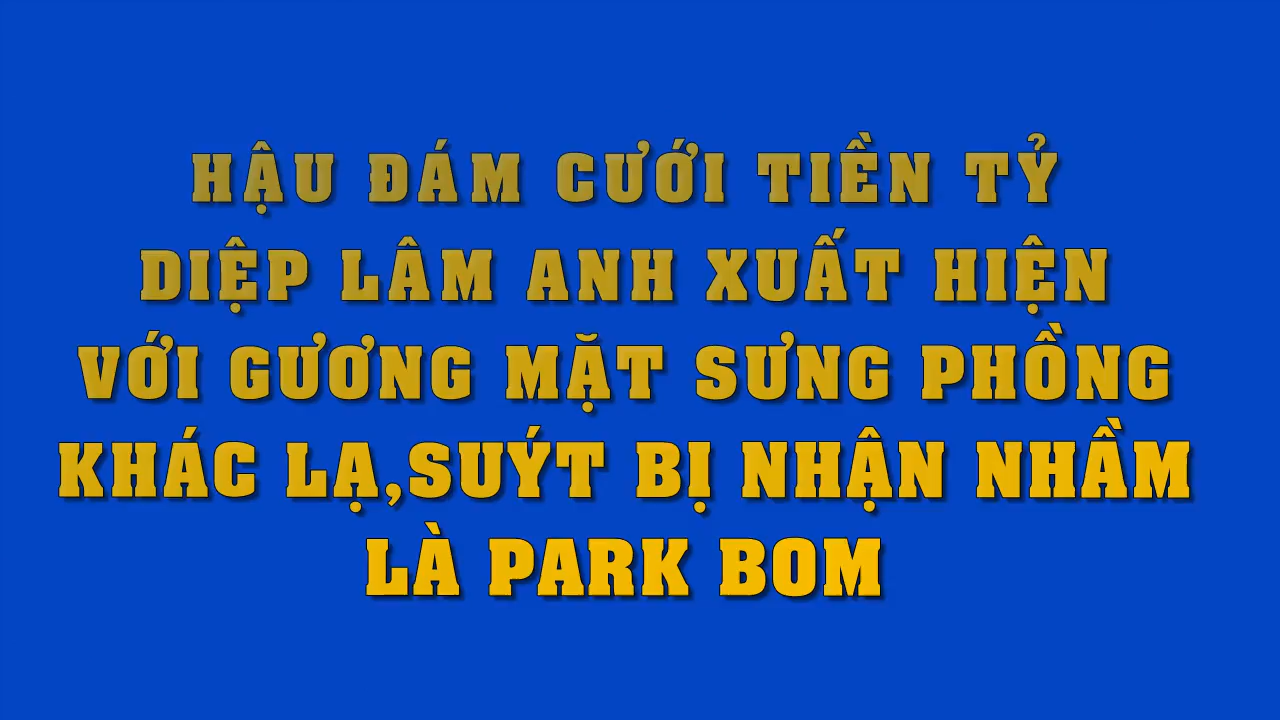 HẬU ĐÁM CƯỚI TIỀN TỶ
DIỆP LÂM ANH XUẤT HIỆN
VỚI GƯƠNG MẶT SƯNG PHỒNG
KHÁC LẠ,SUÝT BỊ NHẬN NHẦM
LÀ PARK BOM